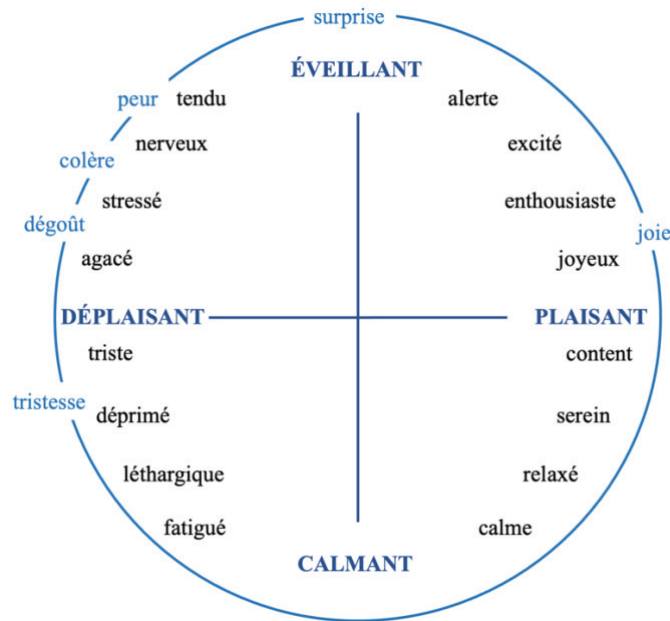 surprise
ÉVEILLANT
peur tendu alerte
colère nerveux excité
stressé enthousiaste
dégoût joie
agacé joyeux
DÉPLAISANT PLAISANT
triste content
tristesse déprimé serein
léthargique relaxé
fatigué calme
CALMANT